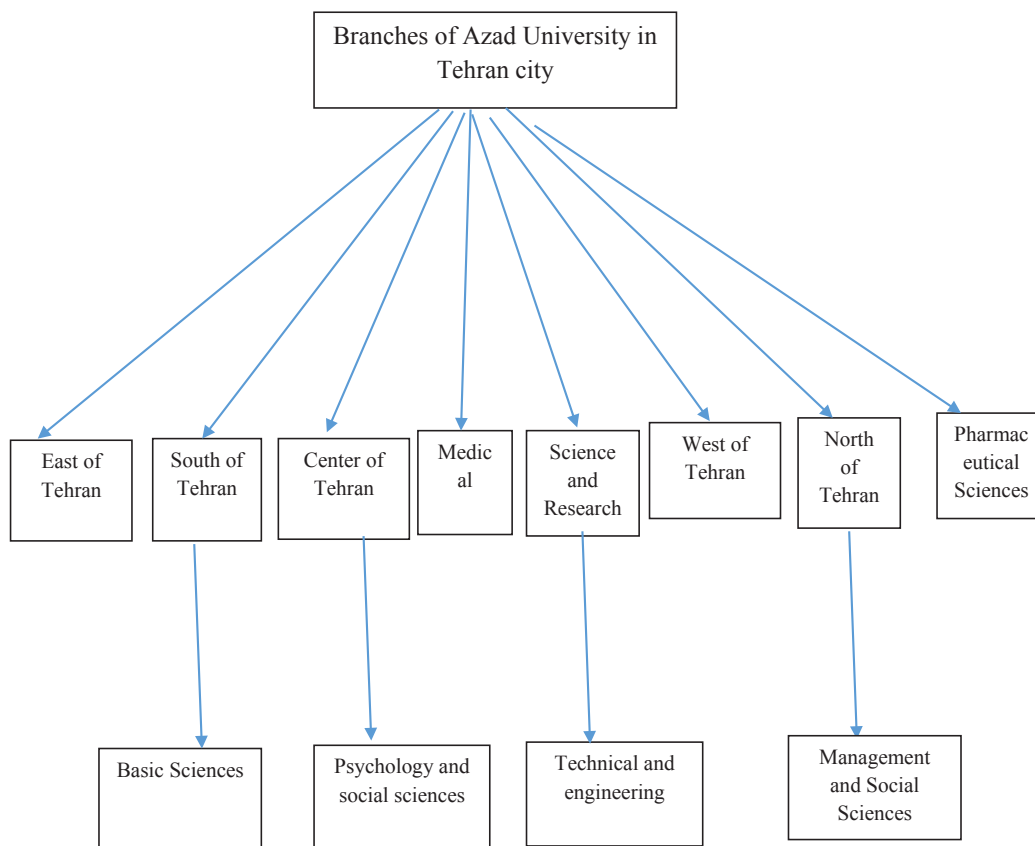 Branches of Azad University in
Tehran city
East of
Tehran
South of
Tehran
Center of
Tehran
Medic
al
Science
and
Research
West of
Tehran
North
of
Tehran
Pharmac
eutical
Sciences
Basic Sciences
Psychology and
social sciences
Technical and
engineering
Management
and Social
Sciences